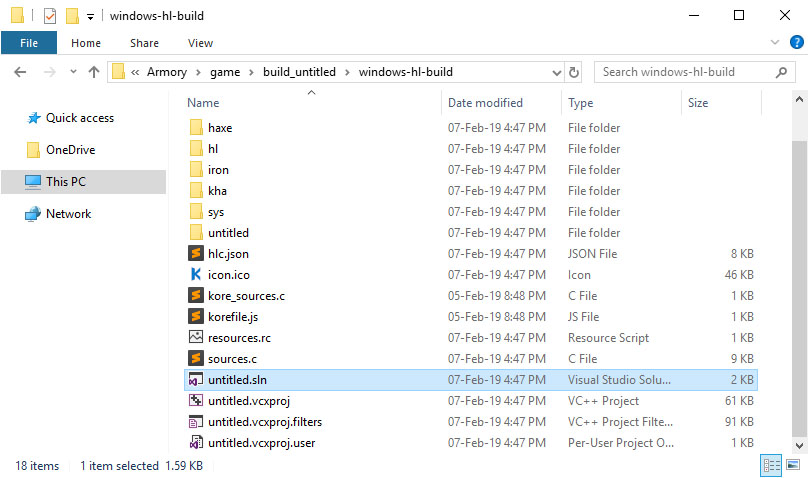 windows-hl-build
File Home Share View
« Armory › game › build_untitled › windows-hl-build Search windows-hl-build
Name Date modified Type Size
Quick access
OneDrive
This PC
Network
haxe 07-Feb-19 4:47 PM File folder
hl 07-Feb-19 4:47 PM File folder
iron 07-Feb-19 4:47 PM File folder
kha 07-Feb-19 4:47 PM File folder
sys 07-Feb-19 4:47 PM File folder
untitled 07-Feb-19 4:47 PM File folder
hlc.json 07-Feb-19 4:47 PM JSON File 8 KB
icon.ico 07-Feb-19 4:47 PM Icon 46 KB
kore_sources.c 05-Feb-19 8:48 PM C File 1 KB
korefile.js 05-Feb-19 8:48 PM JS File 1 KB
resources.rc 07-Feb-19 4:47 PM Resource Script 1 KB
sources.c 07-Feb-19 4:47 PM C File 9 KB
untitled.sln 07-Feb-19 4:47 PM Visual Studio Solu... 2 KB
untitled.vcxproj 07-Feb-19 4:47 PM VC++ Project 61 KB
untitled.vcxproj.filters 07-Feb-19 4:47 PM VC++ Project Filte... 91 KB
untitled.vcxproj.user 07-Feb-19 4:47 PM Per-User Project O... 1 KB
18 items 1 item selected 1.59 KB